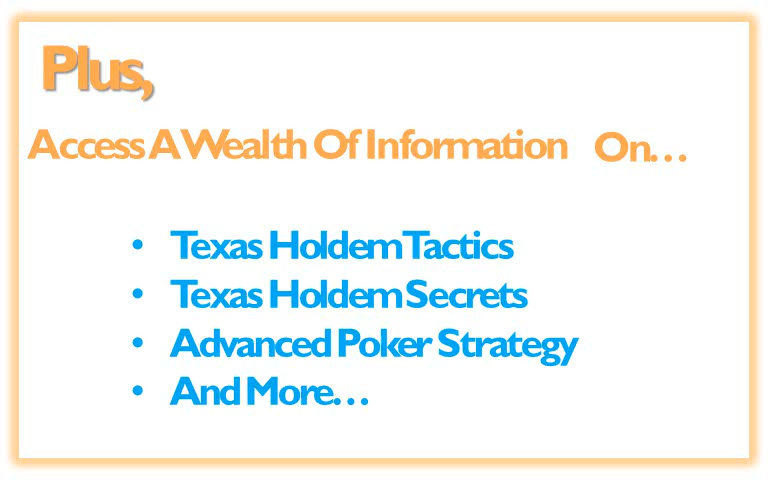 Plus,
Access A Wealth Of Information On…
• Texas Holdem Tactics
• Texas Holdem Secrets
• Advanced Poker Strategy
• And More…